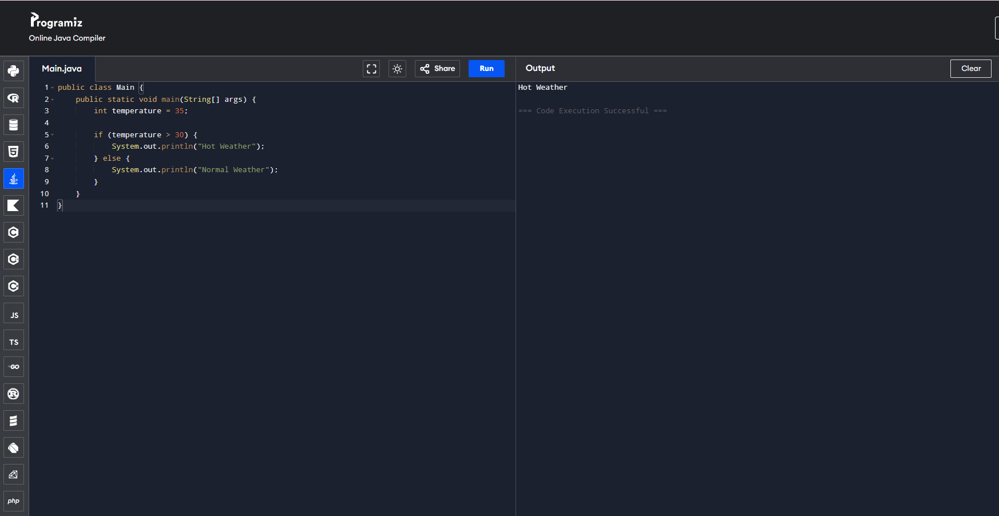 Programiz
Online Java Compiler
Main.java
Share
Run
Output
Clear
1 public class Main {
2     public static void main(String[] args) {
3         int temperature = 35;
4
5         if (temperature > 30) {
6             System.out.println("Hot Weather");
7         } else {
8             System.out.println("Normal Weather");
9         }
10     }
11 }
Hot Weather
=== Code Execution Successful ===
JS
TS
GO
php